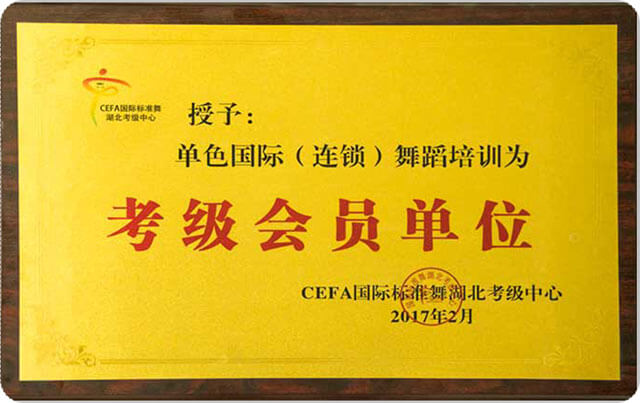 CEFA国际标准舞
湖北考级中心
授予：
单色国际（连锁）舞蹈培训为
考级会员单位
CEFA国际标准舞湖北考级中心
2017年2月